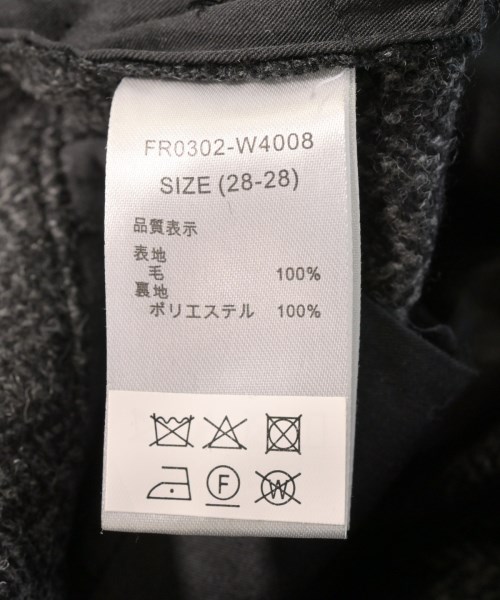 FR0302-W4008
SIZE (28-28)
品質表示
表地
毛 100%
裏地
ポリエステル 100%
F
W